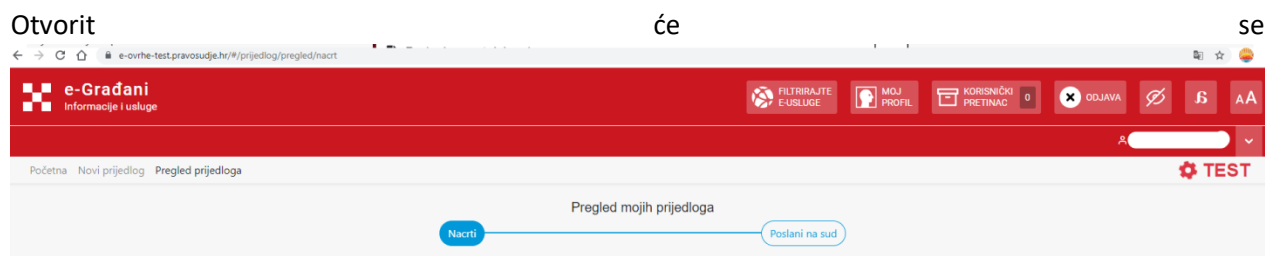 Otvorit će se
e-ovrhe-test.pravosudje.hr/#/prijedlog/pregled/nacrt
e-Građani
Informacije i usluge
FILTRIRAJTE
E-USLUGE
MOJ
PROFIL
KORISNIČKI
PRETINAC
0
ODJAVA
AA
Početna Novi prijedlog Pregled prijedloga
TEST
Pregled mojih prijedloga
Nacrti
Poslani na sud